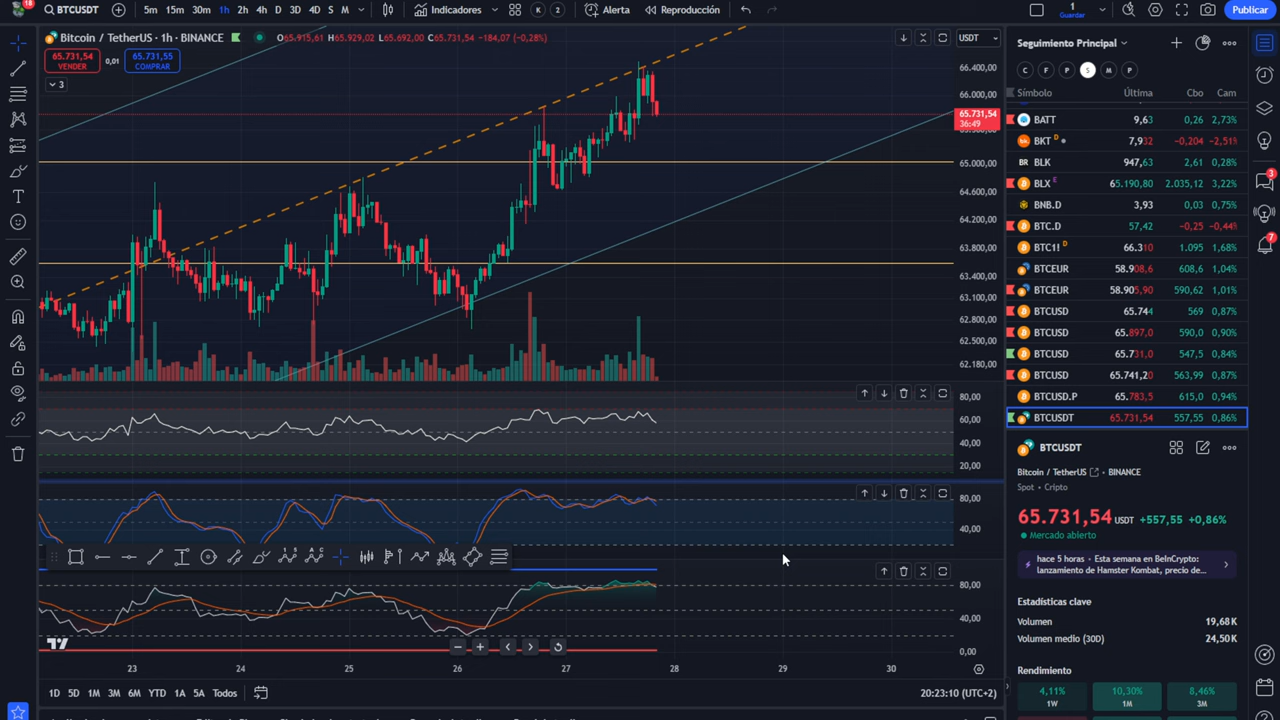 18 BTCUSDT 5m 15m 30m 1h 2h 4h D 3D 4D S M Indicadores K 2 Alerta Reproducción 1 Guardar Publicar
Bitcoin / TetherUS · 1h · BINANCE O65.915,61 H65.929,02 L65.692,00 C65.731,54 −184,07 (−0,28%)
65.731,54 VENDER 0,01 65.731,55 COMPRAR
3
USDT
66.400,00
66.000,00
65.731,54
36:49
65.000,00
64.600,00
64.200,00
63.800,00
63.400,00
63.100,00
62.800,00
62.500,00
62.180,00
80,00
60,00
40,00
20,00
80,00
40,00
80,00
40,00
0,00
23 24 25 26 27 28 29 30
1D 5D 1M 3M 6M YTD 1A 5A Todos 20:23:10 (UTC+2)
Seguimiento Principal
C F P S M P
Símbolo Última Cbo Cam
BATT 9,63 0,26 2,73%
BKT D 7,932 −0,204 −2,51%
BR BLK 947,63 2,61 0,28%
BLX E 65.190,80 2.035,12 3,22%
BNB.D 3,93 0,03 0,75%
BTC.D 57,42 −0,25 −0,44%
BTC1! D 66.310 1.095 1,68%
BTCEUR 58.908,6 608,6 1,04%
BTCEUR 58.905,90 590,62 1,01%
BTCUSD 65.744 569 0,87%
BTCUSD 65.897,0 590,0 0,90%
BTCUSD 65.731,0 547,5 0,84%
BTCUSD 65.741,20 563,99 0,87%
BTCUSD.P 65.783,5 615,0 0,94%
BTCUSDT 65.731,54 557,55 0,86%
BTCUSDT
Bitcoin / TetherUS · BINANCE
Spot · Cripto
65.731,54 USDT +557,55 +0,86%
Mercado abierto
hace 5 horas · Esta semana en BeInCrypto:
lanzamiento de Hamster Kombat, precio de...
Estadísticas clave
Volumen 19,68K
Volumen medio (30D) 24,50K
Rendimiento
4,11% 10,30% 8,46%
1W 1M 3M
3
7